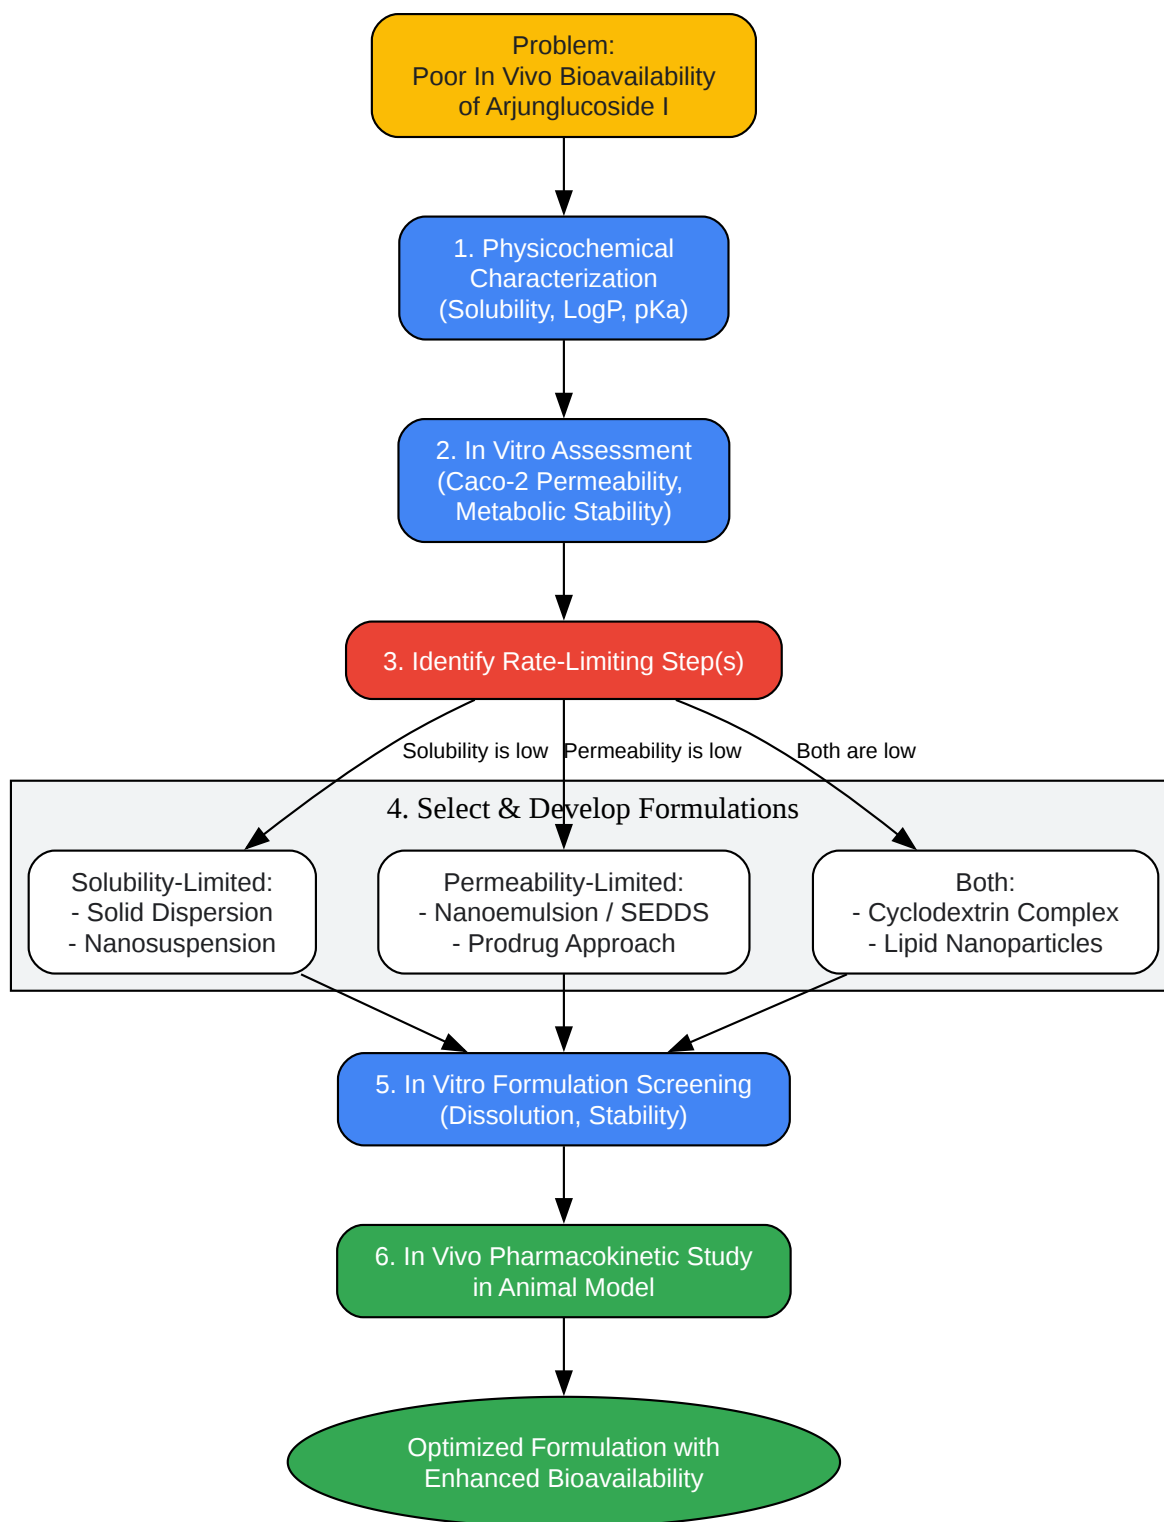 Problem:
Poor In Vivo Bioavailability
of Arjunglucoside I
1. Physicochemical
Characterization
(Solubility, LogP, pKa)
2. In Vitro Assessment
(Caco-2 Permeability,
Metabolic Stability)
3. Identify Rate-Limiting Step(s)
Solubility is low
Permeability is low
Both are low
4. Select & Develop Formulations
Solubility-Limited:
- Solid Dispersion
- Nanosuspension
Permeability-Limited:
- Nanoemulsion / SEDDS
- Prodrug Approach
Both:
- Cyclodextrin Complex
- Lipid Nanoparticles
5. In Vitro Formulation Screening
(Dissolution, Stability)
6. In Vivo Pharmacokinetic Study
in Animal Model
Optimized Formulation with
Enhanced Bioavailability